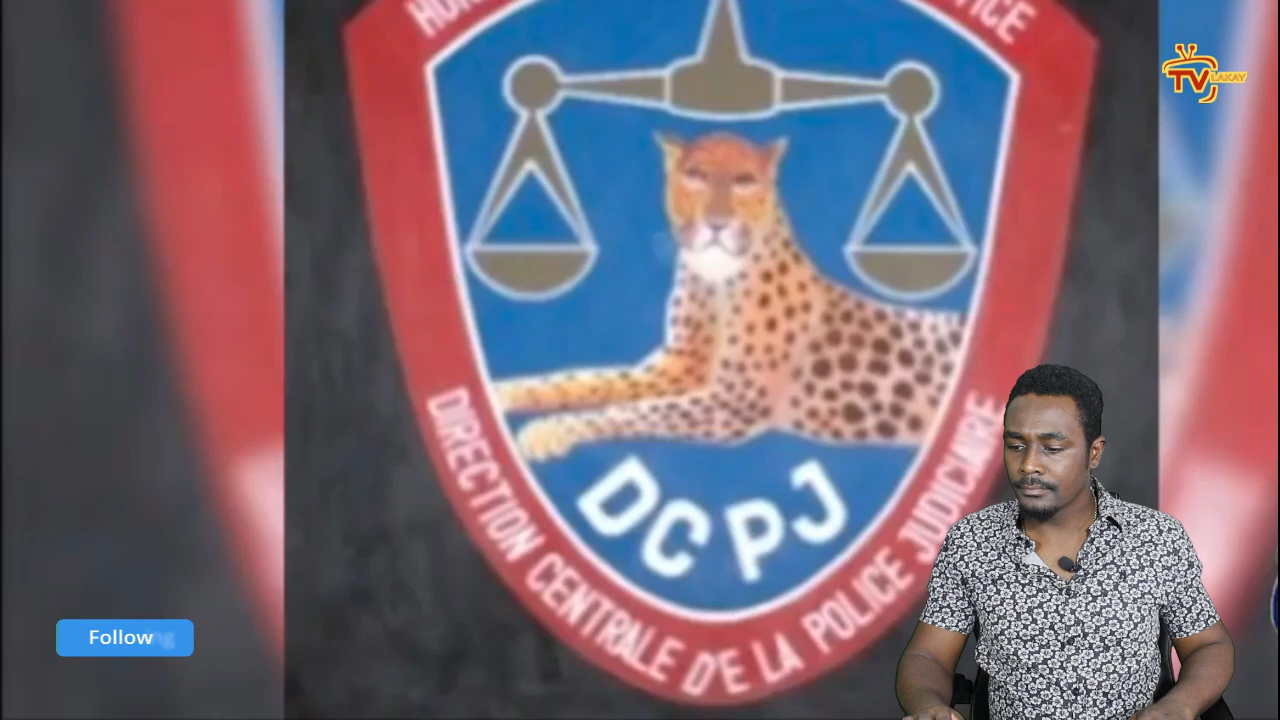 TV LAKAY
DCPJ
DIRECTION CENTRALE DE LA POLICE JUDICIAIRE
Follow